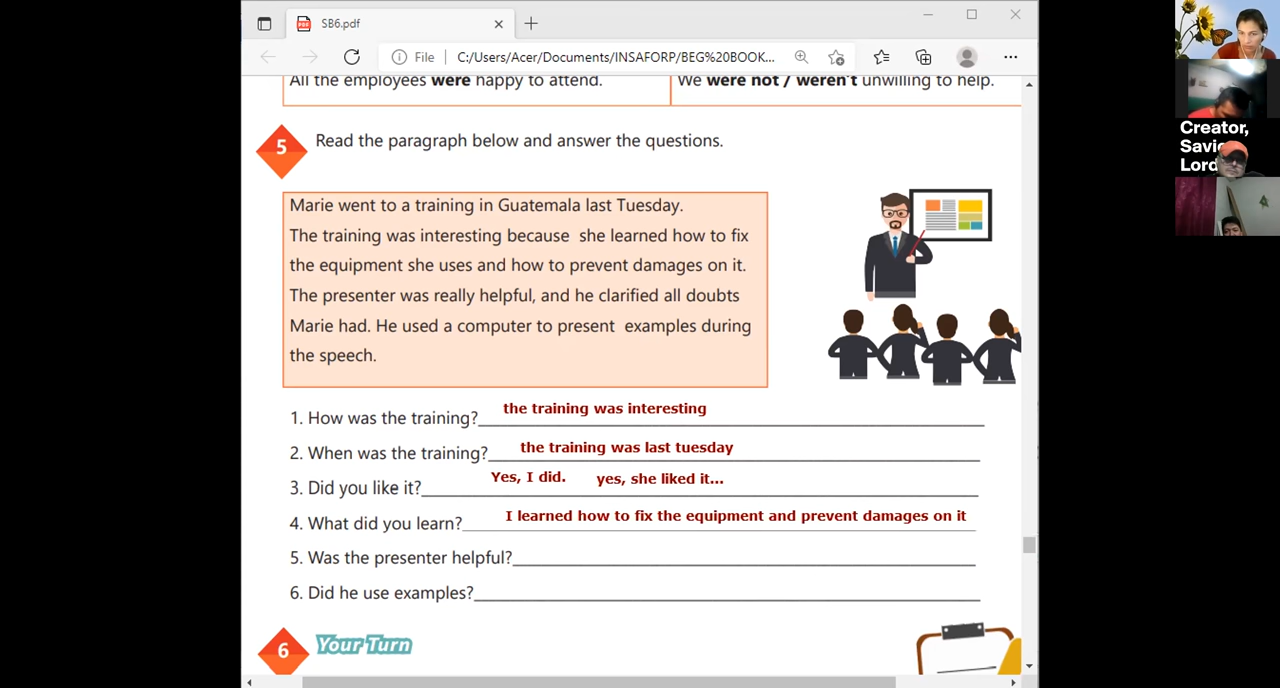 SB6.pdf
File
C:/Users/Acer/Documents/INSAFORP/BEG%20BOOK...
All the employees were happy to attend.
We were not / weren't unwilling to help.
5
Read the paragraph below and answer the questions.
Marie went to a training in Guatemala last Tuesday.
The training was interesting because she learned how to fix
the equipment she uses and how to prevent damages on it.
The presenter was really helpful, and he clarified all doubts
Marie had. He used a computer to present examples during
the speech.
1. How was the training? the training was interesting
2. When was the training? the training was last tuesday
3. Did you like it? Yes, I did. yes, she liked it...
4. What did you learn? I learned how to fix the equipment and prevent damages on it
5. Was the presenter helpful?
6. Did he use examples?
6
Your Turn
Creator,
Lord